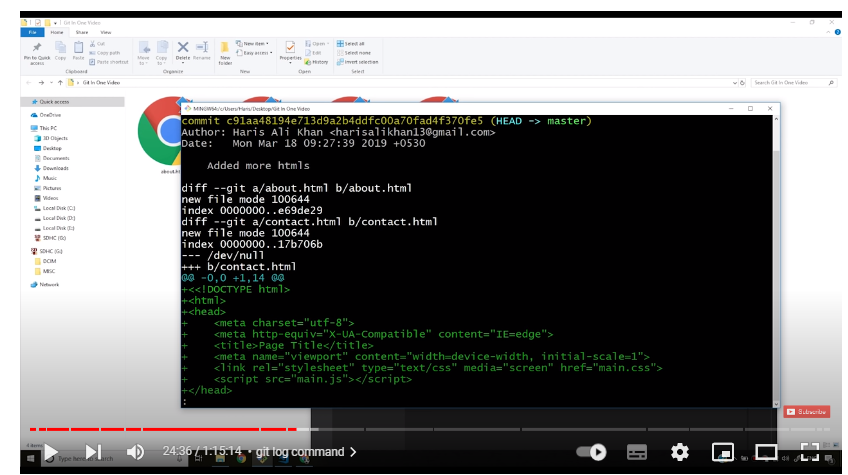 Git In One Video
File Home Share View
Pin to Quick access
Copy
Paste
Cut
Copy path
Paste shortcut
Move to
Copy to
Delete
Rename
New folder
New item
Easy access
Properties
Open
Edit
History
Select all
Select none
Invert selection
Clipboard Organize New Open Select
Git In One Video
Search Git In One Video
Quick access
OneDrive
This PC
3D Objects
Desktop
Documents
Downloads
Music
Pictures
Videos
Local Disk (C:)
Local Disk (D:)
Local Disk (E:)
SDHC (G:)
SDHC (G:)
DCIM
MISC
Network
MINGW64:/c/Users/Haris/Desktop/Git In One Video
commit c91aa48194e713d9a2b4ddfc00a70fad4f370fe5 (HEAD -> master)
Author: Haris Ali Khan <harisalikhan13@gmail.com>
Date:   Mon Mar 18 09:27:39 2019 +0530
Added more htmls
diff --git a/about.html b/about.html
new file mode 100644
index 0000000..e69de29
diff --git a/contact.html b/contact.html
new file mode 100644
index 0000000..17b706b
--- /dev/null
+++ b/contact.html
@@ -0,0 +1,14 @@
+<<!DOCTYPE html>
+<html>
+<head>
+    <meta charset="utf-8">
+    <meta http-equiv="X-UA-Compatible" content="IE=edge">
+    <title>Page Title</title>
+    <meta name="viewport" content="width=device-width, initial-scale=1">
+    <link rel="stylesheet" type="text/css" media="screen" href="main.css">
+    <script src="main.js"></script>
+</head>
:
Subscribe
4 items
Type here to search
24:36 / 1:15:14 • git log command >